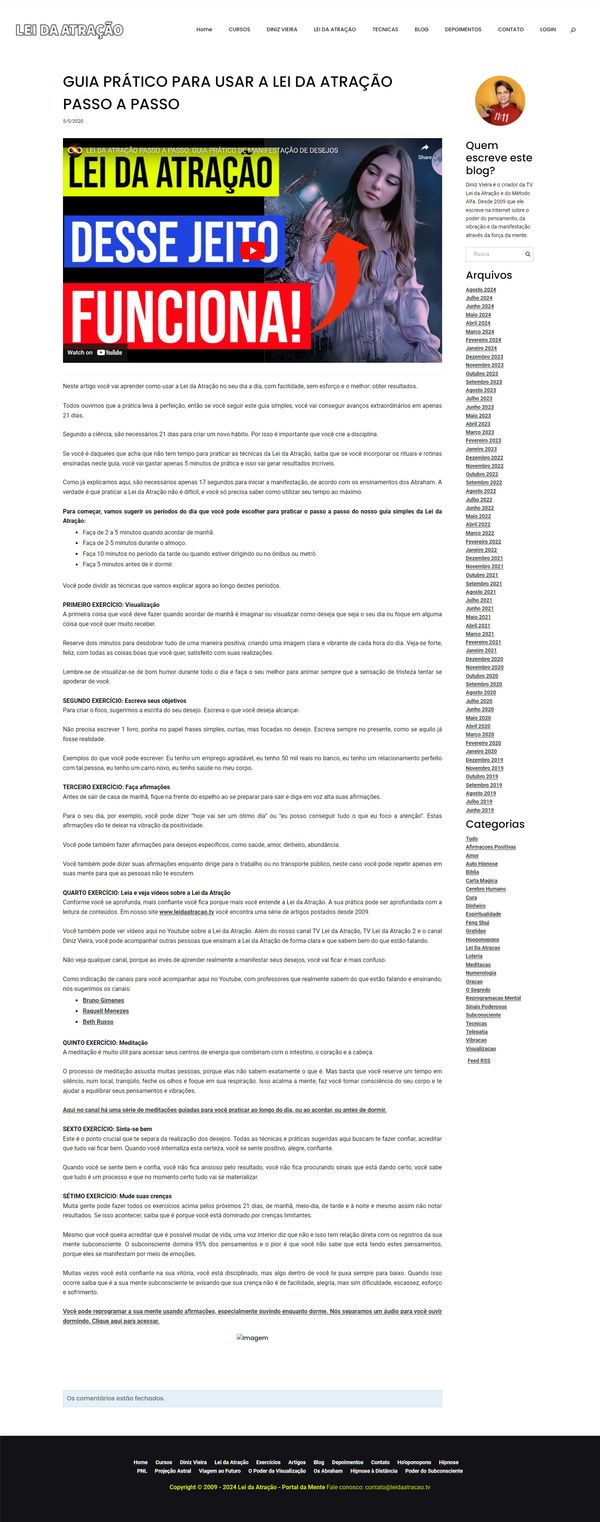 LEI DA ATRAÇÃO
Home CURSOS DINIZ VIEIRA LEI DA ATRAÇÃO TECNICAS BLOG DEPOIMENTOS CONTATO LOGIN
GUIA PRÁTICO PARA USAR A LEI DA ATRAÇÃO
PASSO A PASSO
5/5/2020
LEI DA ATRAÇÃO PASSO A PASSO: GUIA PRÁTICO DE MANIFESTAÇÃO DE DESEJOS
Share
LEI DA ATRAÇÃO
DESSE JEITO
FUNCIONA!
Watch on YouTube
Neste artigo você vai aprender como usar a Lei da Atração no seu dia a dia, com facilidade, sem esforço e o melhor: obter resultados.
Todos ouvimos que a prática leva à perfeição, então se você seguir este guia simples, você vai conseguir avanços extraordinários em apenas
21 dias.
Segundo a ciência, são necessários 21 dias para criar um novo hábito. Por isso é importante que você crie a disciplina.
Se você é daqueles que acha que não tem tempo para praticar as técnicas da Lei da Atração, saiba que se você incorporar os rituais e rotinas
ensinadas neste guia, você vai gastar apenas 5 minutos de prática e isso vai gerar resultados incríveis.
Como já explicamos aqui, são necessários apenas 17 segundos para iniciar a manifestação, de acordo com os ensinamentos dos Abraham. A
verdade é que praticar a Lei da Atração não é difícil, e você só precisa saber como utilizar seu tempo ao máximo.
Para começar, vamos sugerir os períodos do dia que você pode escolher para praticar o passo a passo do nosso guia simples da Lei da
Atração:
• Faça de 2 a 5 minutos quando acordar de manhã.
• Faça de 2-5 minutos durante o almoço.
• Faça 10 minutos no período da tarde ou quando estiver dirigindo ou no ônibus ou metrô.
• Faça 5 minutos antes de ir dormir.
Você pode dividir as técnicas que vamos explicar agora ao longo destes períodos.
PRIMEIRO EXERCÍCIO: Visualização
A primeira coisa que você deve fazer quando acordar de manhã é imaginar ou visualizar como deseja que seja o seu dia ou foque em alguma
coisa que você quer muito receber.
Reserve dois minutos para desdobrar tudo de uma maneira positiva, criando uma imagem clara e vibrante de cada hora do dia. Veja-se forte,
feliz, com todas as coisas boas que você quer, satisfeito com suas realizações.
Lembre-se de visualizar-se de bom humor durante todo o dia e faça o seu melhor para animar sempre que a sensação de tristeza tentar se
apoderar de você.
SEGUNDO EXERCÍCIO: Escreva seus objetivos
Para criar o foco, sugerimos a escrita do seu desejo. Escreva o que você deseja alcançar.
Não precisa escrever 1 livro, ponha no papel frases simples, curtas, mas focadas no desejo. Escreva sempre no presente, como se aquilo já
fosse realidade.
Exemplos do que você pode escrever: Eu tenho um emprego agradável, eu tenho 50 mil reais no banco, eu tenho um relacionamento perfeito
com tal pessoa, eu tenho um carro novo, eu tenho saúde no meu corpo.
TERCEIRO EXERCÍCIO: Faça afirmações
Antes de sair de casa de manhã, fique na frente do espelho ao se preparar para sair e diga em voz alta suas afirmações.
Para o seu dia, por exemplo, você pode dizer "hoje vai ser um ótimo dia" ou "eu posso conseguir tudo o que eu foco a atenção". Estas
afirmações vão te deixar na vibração da positividade.
Você pode também fazer afirmações para desejos específicos, como saúde, amor, dinheiro, abundância.
Você também pode dizer suas afirmações enquanto dirige para o trabalho ou no transporte público, neste caso você pode repetir apenas em
suas mente para que as pessoas não te escutem.
QUARTO EXERCÍCIO: Leia e veja vídeos sobre a Lei da Atração
Conforme você se aprofunda, mais confiante você fica porque mais você entende a Lei da Atração. A sua prática pode ser aprofundada com a
leitura de conteúdos. Em nosso site www.leidaatracao.tv você encontra uma série de artigos postados desde 2009.
Você também pode ver vídeos aqui no Youtube sobre a Lei da Atração. Além do nosso canal TV Lei da Atração, TV Lei da Atração 2 e o canal
Diniz Vieira, você pode acompanhar outras pessoas que ensinam a Lei da Atração de forma clara e que sabem bem do que estão falando.
Não veja qualquer canal, porque ao invés de aprender realmente a manifestar seus desejos, você vai ficar é mais confuso.
Como indicação de canais para você acompanhar aqui no Youtube, com professores que realmente sabem do que estão falando e ensinando,
nós sugerimos os canais:
• Bruno Gimenes
• Raquell Menezes
• Beth Russo
QUINTO EXERCÍCIO: Meditação
A meditação é muito útil para acessar seus centros de energia que combinam com o intestino, o coração e a cabeça.
O processo de meditação assusta muitas pessoas, porque elas não sabem exatamente o que é. Mas basta que você reserve um tempo em
silêncio, num local, tranqüilo, feche os olhos e foque em sua respiração. Isso acalma a mente, faz você tomar consciência do seu corpo e te
ajudar a equilibrar seus pensamentos e vibrações.
Aqui no canal há uma série de meditações guiadas para você praticar ao longo do dia, ou ao acordar, ou antes de dormir.
SEXTO EXERCÍCIO: Sinta-se bem
Este é o ponto crucial que te separa da realização dos desejos. Todas as técnicas e práticas sugeridas aqui buscam te fazer confiar, acreditar
que tudo vai ficar bem. Quando você internaliza esta certeza, você se sente positivo, alegre, confiante.
Quando você se sente bem e confia, você não fica ansioso pelo resultado, você não fica procurando sinais que está dando certo, você sabe
que tudo é um processo e que no momento certo tudo vai se materializar.
SÉTIMO EXERCÍCIO: Mude suas crenças
Muita gente pode fazer todos os exercícios acima pelos próximos 21 dias, de manhã, meio-dia, de tarde e à noite e mesmo assim não notar
resultados. Se isso acontecer, saiba que é porque você está dominado por crenças limitantes.
Mesmo que você queira acreditar que é possível mudar de vida, uma voz interior diz que não e isso tem relação direta com os registros da sua
mente subconsciente. O subconsciente domina 95% dos pensamentos e o pior é que você não sabe que está tendo estes pensamentos,
porque eles se manifestam por meio de emoções.
Muitas vezes você está confiante na sua vitória, você está disciplinado, mas algo dentro de você te puxa sempre para baixo. Quando isso
ocorre saiba que é a sua mente subconsciente te avisando que sua crença não é de facilidade, alegria, mas sim dificuldade, escassez, esforço
e sofrimento.
Você pode reprogramar a sua mente usando afirmações, especialmente ouvindo enquanto dorme. Nós separamos um áudio para você ouvir
dormindo. Clique aqui para acessar.
Imagem
Os comentários estão fechados.
11:11
Quem
escreve este
blog?
Diniz Vieira é o criador da TV
Lei da Atração e do Método
Alfa. Desde 2009 que ele
escreve na Internet sobre o
poder do pensamento, da
vibração e da manifestação
através da força da mente.
Busca
Arquivos
Agosto 2024
Julho 2024
Junho 2024
Maio 2024
Abril 2024
Março 2024
Fevereiro 2024
Janeiro 2024
Dezembro 2023
Novembro 2023
Outubro 2023
Setembro 2023
Agosto 2023
Julho 2023
Junho 2023
Maio 2023
Abril 2023
Março 2023
Fevereiro 2023
Janeiro 2023
Dezembro 2022
Novembro 2022
Outubro 2022
Setembro 2022
Agosto 2022
Julho 2022
Junho 2022
Maio 2022
Abril 2022
Março 2022
Fevereiro 2022
Janeiro 2022
Dezembro 2021
Novembro 2021
Outubro 2021
Setembro 2021
Agosto 2021
Julho 2021
Junho 2021
Maio 2021
Abril 2021
Março 2021
Fevereiro 2021
Janeiro 2021
Dezembro 2020
Novembro 2020
Outubro 2020
Setembro 2020
Agosto 2020
Julho 2020
Junho 2020
Maio 2020
Abril 2020
Março 2020
Fevereiro 2020
Janeiro 2020
Dezembro 2019
Novembro 2019
Outubro 2019
Setembro 2019
Agosto 2019
Julho 2019
Junho 2019
Categorias
Tudo
Afirmacoes Positivas
Amor
Auto Hipnose
Biblia
Carta Magica
Cerebro Humano
Cura
Dinheiro
Espiritualidade
Feng Shui
Gratidao
Hooponopono
Lei Da Atracao
Loteria
Meditacao
Numerologia
Oracao
O Segredo
Reprogramacao Mental
Sinais Poderosos
Subconsciente
Tecnicas
Telepatia
Vibracao
Visualizacao
Feed RSS
Home Cursos Diniz Vieira Lei da Atração Exercícios Artigos Blog Depoimentos Contato Ho'oponopono Hipnose
PNL Projeção Astral Viagem ao Futuro O Poder da Visualização Os Abraham Hipnose à Distância Poder do Subconsciente
Copyright © 2009 - 2024 Lei da Atração - Portal da Mente Fale conosco: contato@leidaatracao.tv